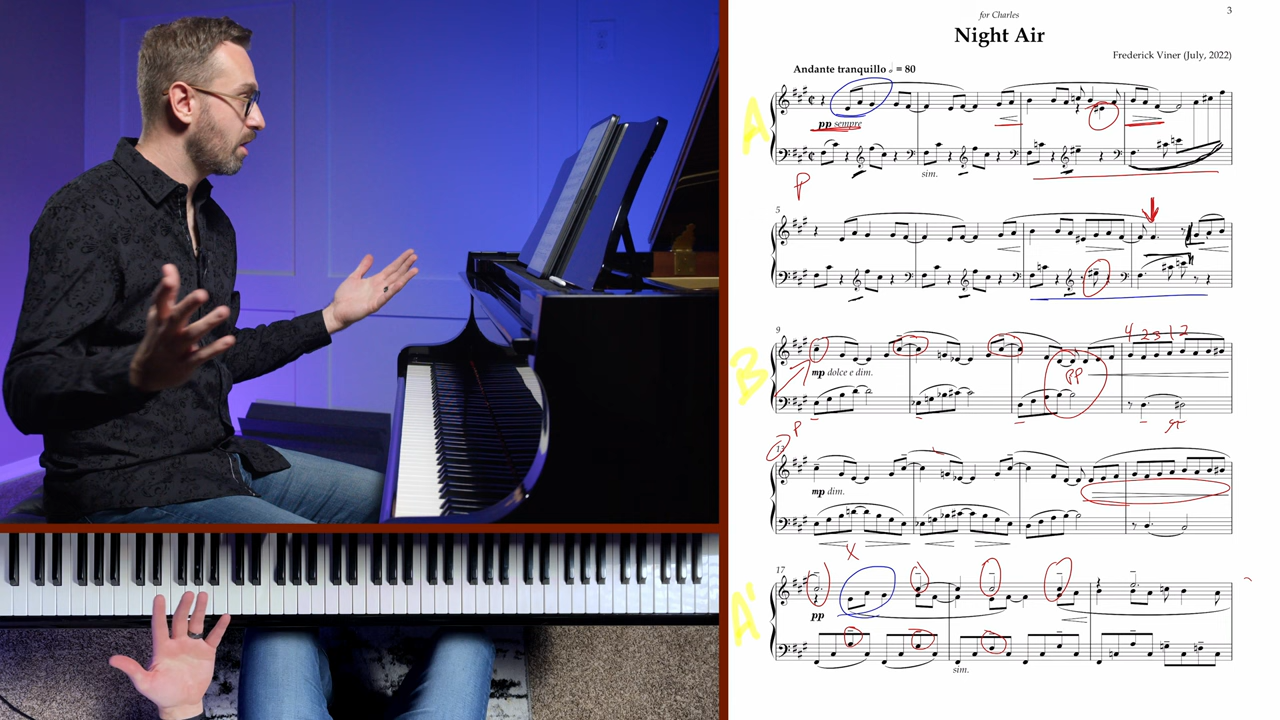 for Charles
3
Night Air
Frederick Viner (July, 2022)
Andante tranquillo = 80
A
pp sempre
sim.
P
5
9
4 2 3 1 2
B
mp dolce e dim.
pp
P
13
mp dim.
X
17
A'
pp
sim.